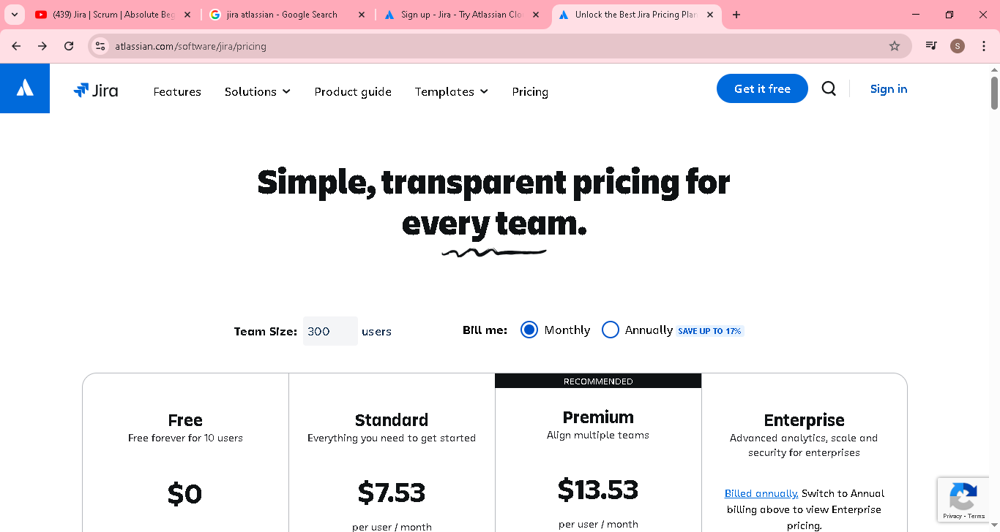 (439) Jira | Scrum | Absolute Beg
jira atlassian - Google Search
Sign up - Jira - Try Atlassian Clo
Unlock the Best Jira Pricing Plan
atlassian.com/software/jira/pricing
S
Jira
Features
Solutions
Product guide
Templates
Pricing
Get it free
Sign in
Simple, transparent pricing for
every team.
Team Size: 300 users
Bill me: Monthly Annually SAVE UP TO 17%
RECOMMENDED
Free
Free forever for 10 users
$0
Standard
Everything you need to get started
$7.53
per user / month
Premium
Align multiple teams
$13.53
per user / month
Enterprise
Advanced analytics, scale and
security for enterprises
Billed annually. Switch to Annual
billing above to view Enterprise
pricing.
Privacy - Terms